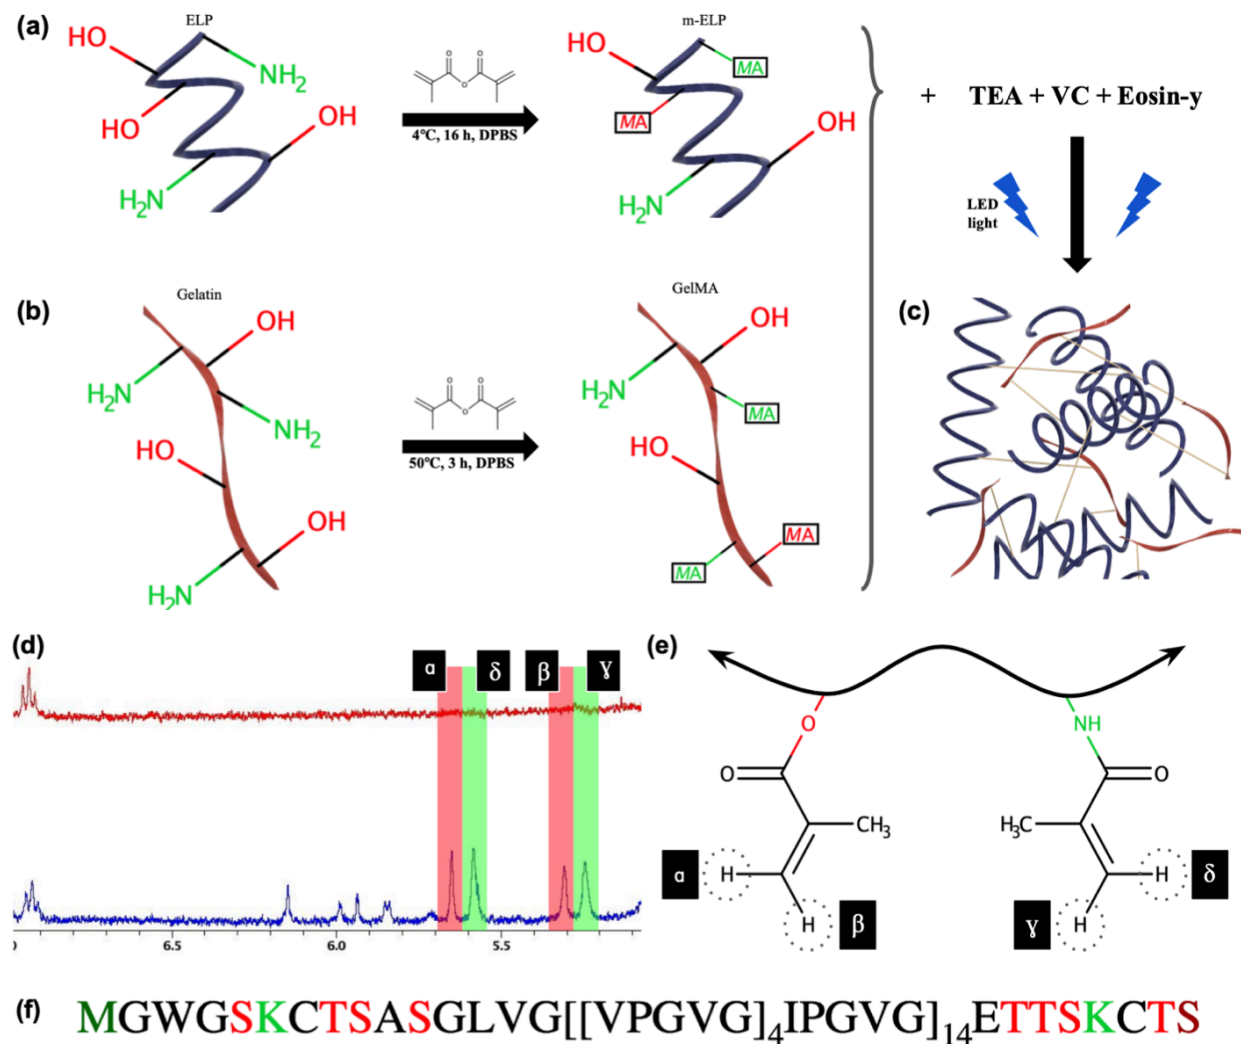 (a)
ELP
HO
NH2
HO
OH
H2N
O O
O
4°C, 16 h, DPBS
m-ELP
HO
MA
MA
OH
H2N
+ TEA + VC + Eosin-y
LED
light
(b)
Gelatin
OH
H2N
NH2
HO
OH
H2N
O O
O
50°C, 3 h, DPBS
GelMA
OH
H2N
MA
HO
MA
MA
(c)
(d)
α δ β γ
6.5 6.0 5.5
(e)
O NH
O O
CH3 H3C
α H H δ
H β γ H
(f) MGWGSKCTSASGLVG[[VPGVG]4IPGVG]14ETTSKCTS